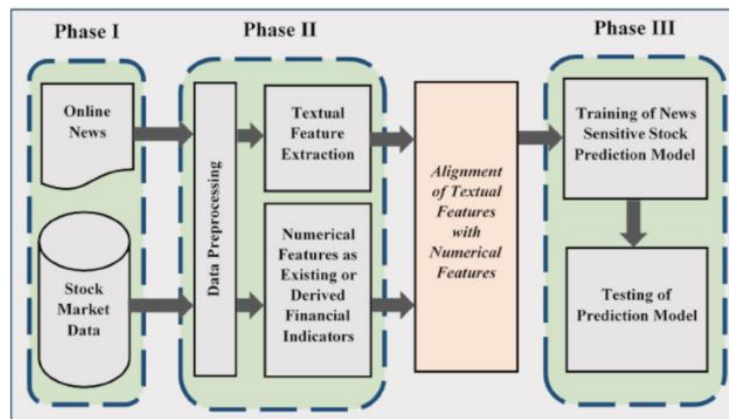 Phase I
Phase II
Phase III
Online
News
Stock
Market
Data
Data Preprocessing
Textual
Feature
Extraction
Numerical
Features as
Existing or
Derived
Financial
Indicators
Alignment
of Textual
Features
with
Numerical
Features
Training of News
Sensitive Stock
Prediction Model
Testing of
Prediction Model